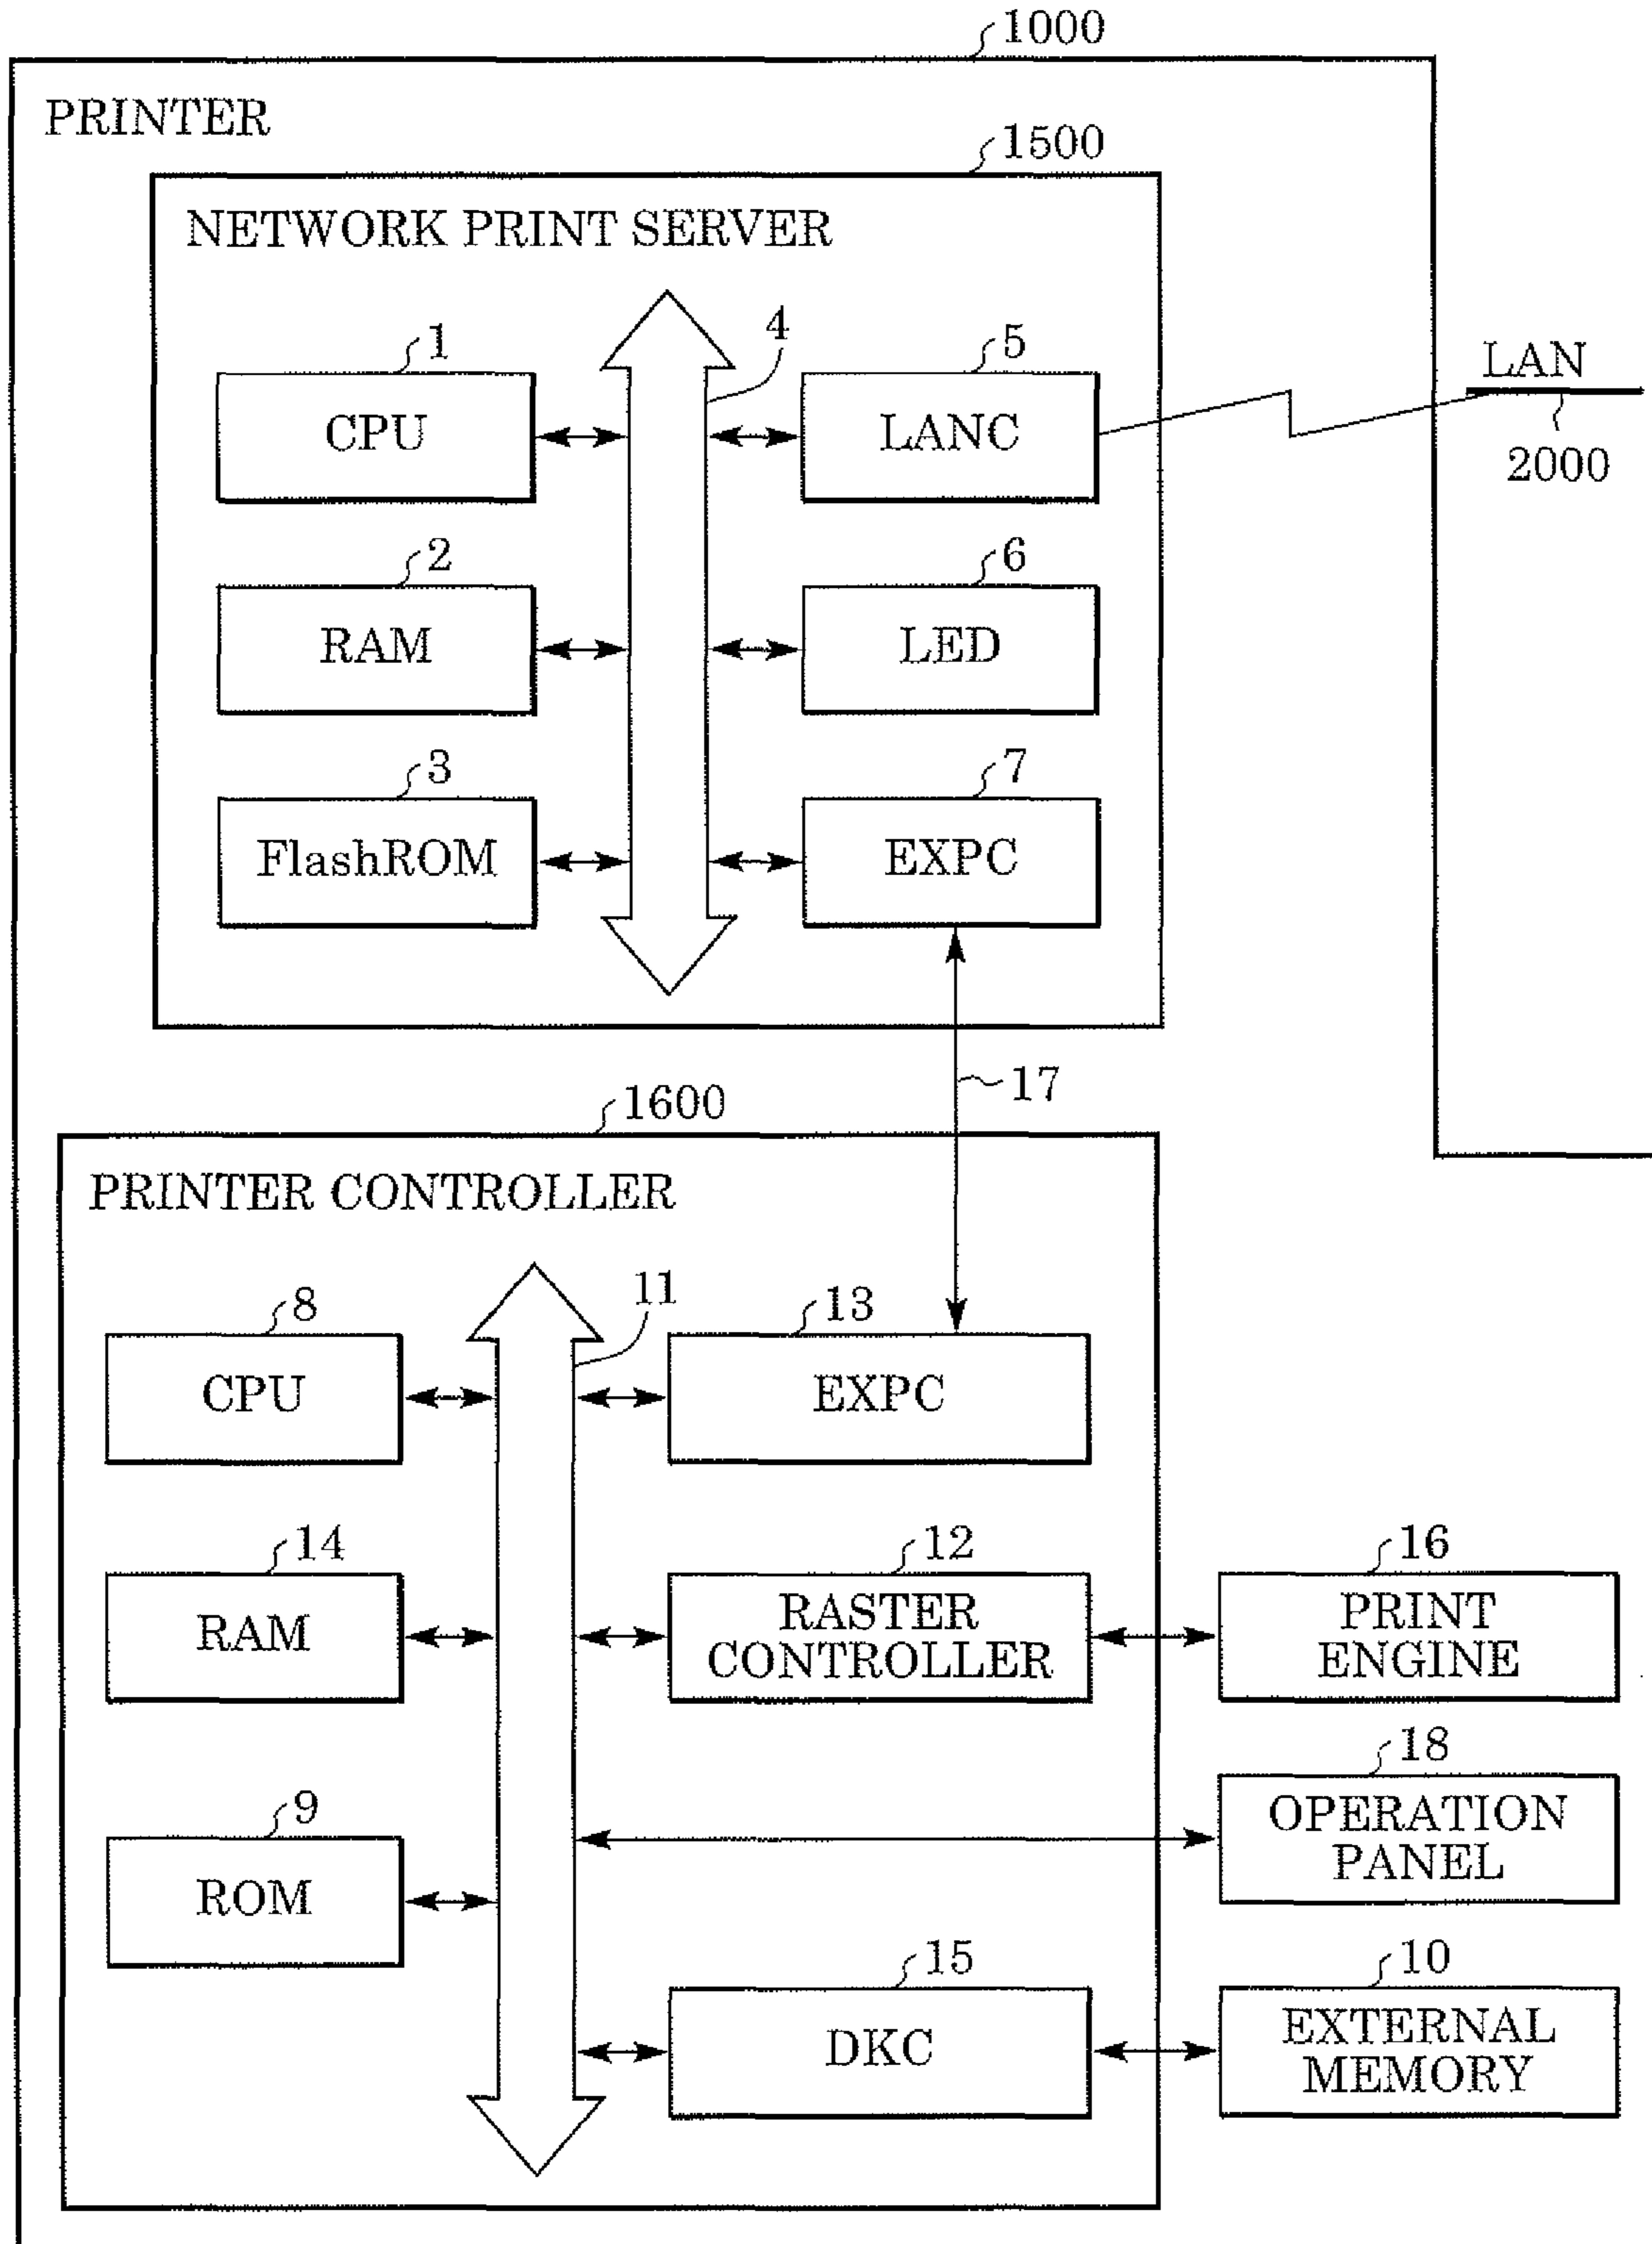 1000
PRINTER
1500
NETWORK PRINT SERVER
1
4
5
CPU
LANC
LAN
2000
2
6
RAM
LED
3
7
FlashROM
EXPC
17
1600
PRINTER CONTROLLER
8
11
13
CPU
EXPC
14
12
16
RAM
RASTER
CONTROLLER
PRINT
ENGINE
18
OPERATION
PANEL
9
ROM
15
10
DKC
EXTERNAL
MEMORY